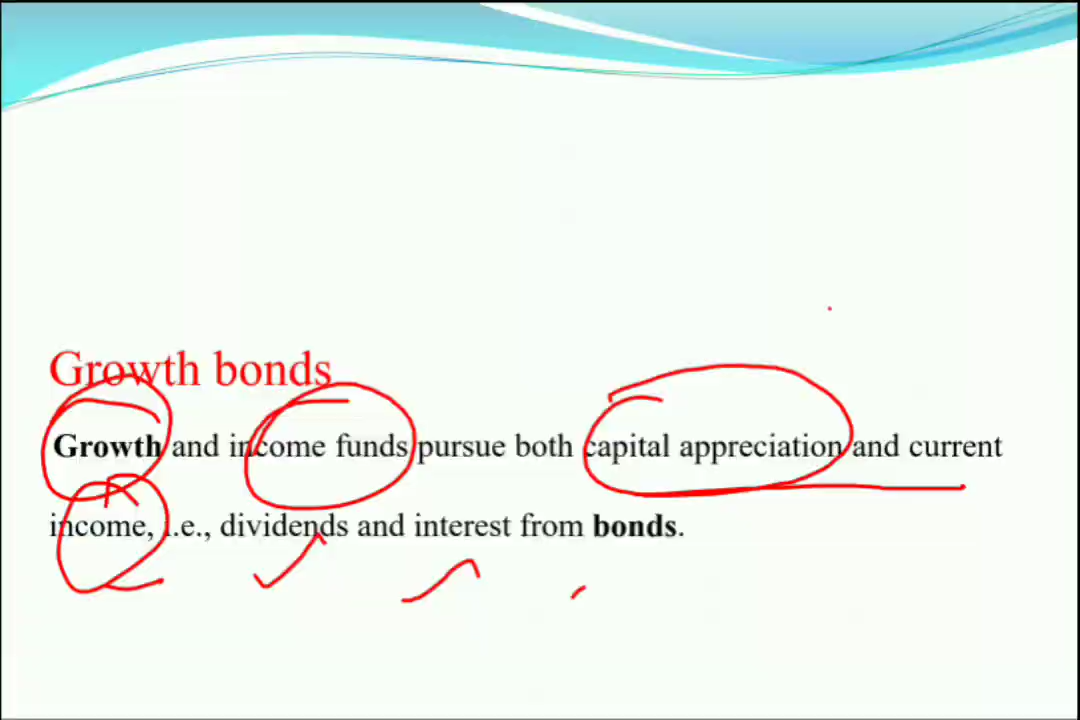 Growth bonds
Growth and income funds pursue both capital appreciation and current
income, i.e., dividends and interest from bonds.